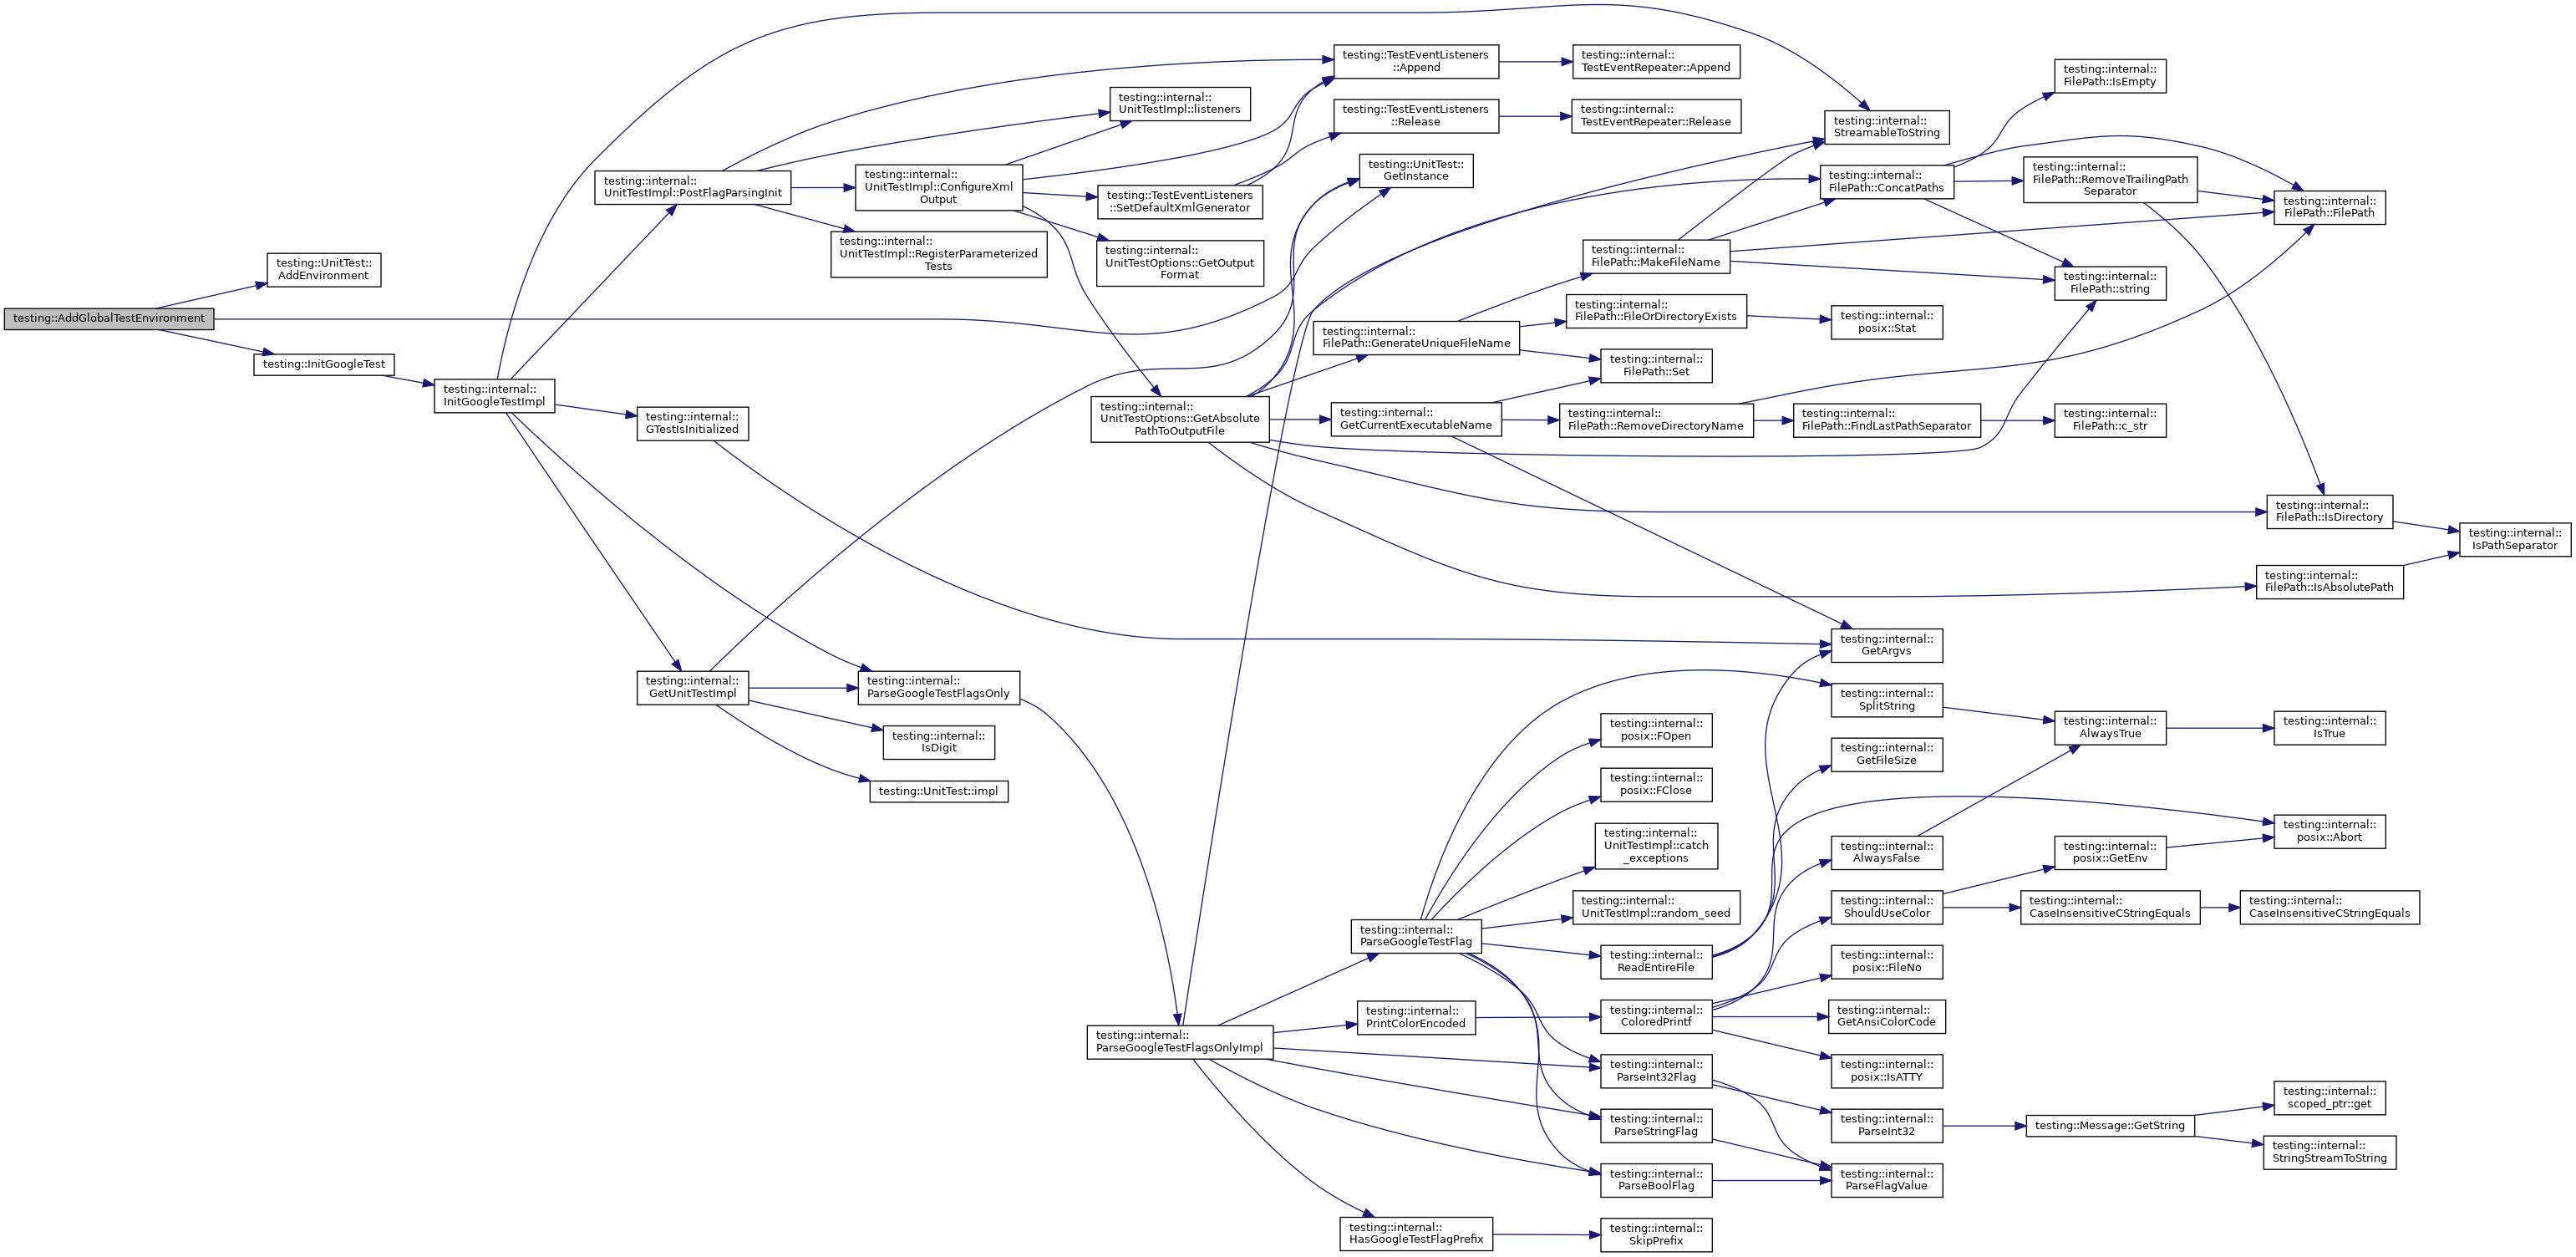 testing::AddGlobalTestEnvironment
testing::UnitTest::
AddEnvironment
testing::InitGoogleTest
testing::internal::
InitGoogleTestImpl
testing::internal::
UnitTestImpl::PostFlagParsingInit
testing::internal::
GTestIsInitialized
testing::internal::
GetUnitTestImpl
testing::internal::
UnitTestImpl::ConfigureXml
Output
testing::internal::
UnitTestImpl::RegisterParameterized
Tests
testing::internal::
ParseGoogleTestFlagsOnly
testing::internal::
IsDigit
testing::UnitTest::impl
testing::internal::
UnitTestImpl::listeners
testing::TestEventListeners
::SetDefaultXmlGenerator
testing::internal::
UnitTestOptions::GetOutput
Format
testing::internal::
UnitTestOptions::GetAbsolute
PathToOutputFile
testing::internal::
ParseGoogleTestFlagsOnlyImpl
testing::TestEventListeners
::Append
testing::TestEventListeners
::Release
testing::UnitTest::
GetInstance
testing::internal::
FilePath::GenerateUniqueFileName
testing::internal::
GetCurrentExecutableName
testing::internal::
ParseGoogleTestFlag
testing::internal::
PrintColorEncoded
testing::internal::
HasGoogleTestFlagPrefix
testing::internal::
TestEventRepeater::Append
testing::internal::
TestEventRepeater::Release
testing::internal::
FilePath::MakeFileName
testing::internal::
FilePath::FileOrDirectoryExists
testing::internal::
FilePath::Set
testing::internal::
FilePath::RemoveDirectoryName
testing::internal::
posix::FOpen
testing::internal::
posix::FClose
testing::internal::
UnitTestImpl::catch
_exceptions
testing::internal::
UnitTestImpl::random_seed
testing::internal::
ReadEntireFile
testing::internal::
ColoredPrintf
testing::internal::
ParseInt32Flag
testing::internal::
ParseStringFlag
testing::internal::
ParseBoolFlag
testing::internal::
SkipPrefix
testing::internal::
StreamableToString
testing::internal::
FilePath::ConcatPaths
testing::internal::
posix::Stat
testing::internal::
FilePath::FindLastPathSeparator
testing::internal::
GetArgvs
testing::internal::
SplitString
testing::internal::
GetFileSize
testing::internal::
AlwaysFalse
testing::internal::
ShouldUseColor
testing::internal::
posix::FileNo
testing::internal::
GetAnsiColorCode
testing::internal::
posix::IsATTY
testing::internal::
ParseInt32
testing::internal::
ParseFlagValue
testing::internal::
FilePath::IsEmpty
testing::internal::
FilePath::RemoveTrailingPath
Separator
testing::internal::
FilePath::string
testing::internal::
FilePath::c_str
testing::internal::
AlwaysTrue
testing::internal::
posix::GetEnv
testing::internal::
CaseInsensitiveCStringEquals
testing::Message::GetString
testing::internal::
FilePath::FilePath
testing::internal::
FilePath::IsDirectory
testing::internal::
FilePath::IsAbsolutePath
testing::internal::
IsTrue
testing::internal::
posix::Abort
testing::internal::
CaseInsensitiveCStringEquals
testing::internal::
scoped_ptr::get
testing::internal::
StringStreamToString
testing::internal::
IsPathSeparator